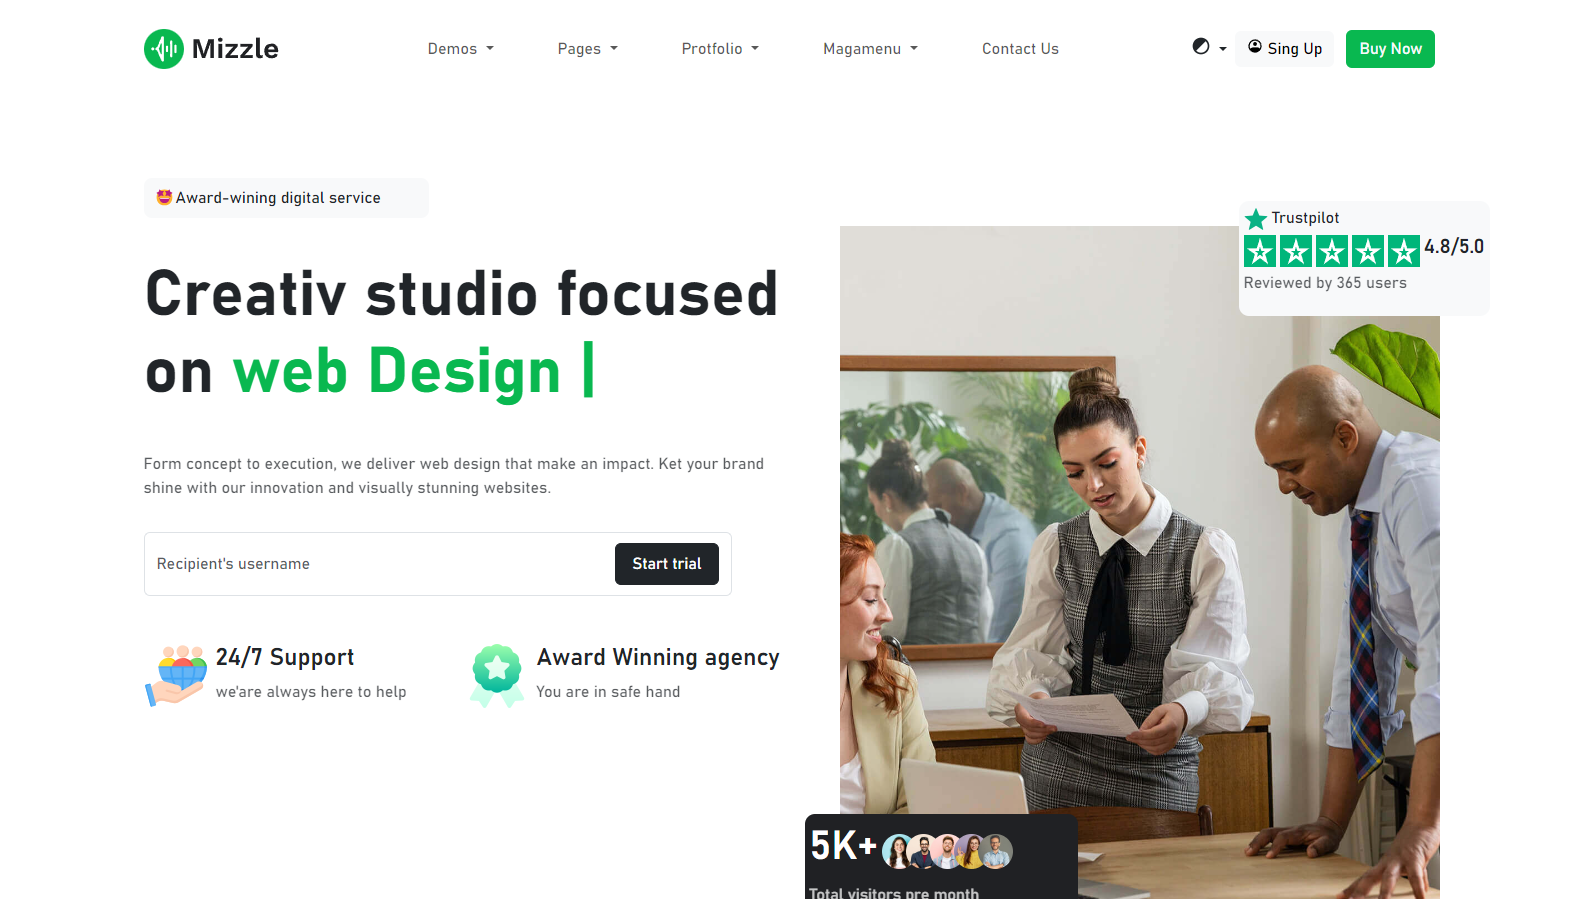 Mizzle
Demos
Pages
Protfolio
Magamenu
Contact Us
Sing Up
Buy Now
Award-wining digital service
Creativ studio focused
on web Design |
Form concept to execution, we deliver web design that make an impact. Ket your brand
shine with our innovation and visually stunning websites.
Recipient's username
Start trial
24/7 Support
we'are always here to help
Award Winning agency
You are in safe hand
Trustpilot
4.8/5.0
Reviewed by 365 users
5K+
Total visitors pre month